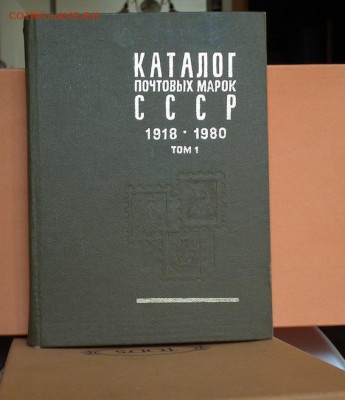 КАТАЛОГ
ПОЧТОВЫХ МАРОК
СССР
1918 · 1980
ТОМ 1